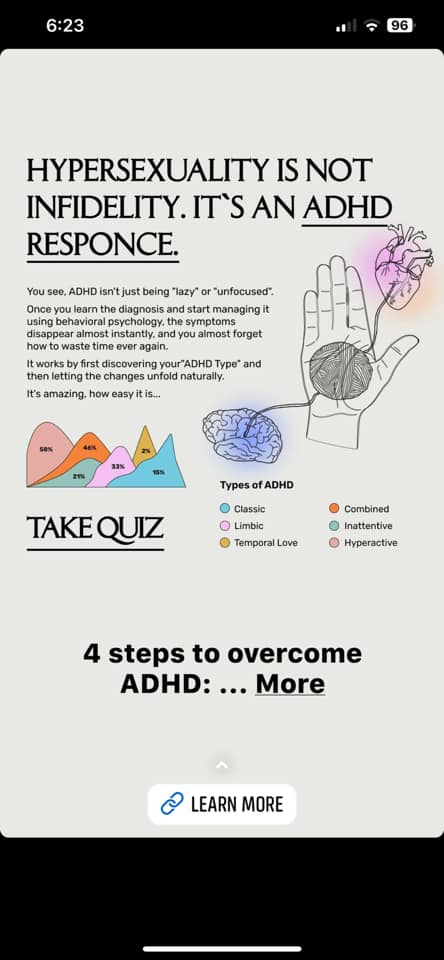 6:23
96
HYPERSEXUALITY IS NOT
INFIDELITY. IT`S AN ADHD
RESPONCE.
You see, ADHD isn't just being "lazy" or "unfocused".
Once you learn the diagnosis and start managing it
using behavioral psychology, the symptoms
disappear almost instantly, and you almost forget
how to waste time ever again.
It works by first discovering your"ADHD Type" and
then letting the changes unfold naturally.
It's amazing, how easy it is...
58%
46%
2%
33%
21%
15%
Types of ADHD
Classic
Combined
Limbic
Inattentive
Temporal Love
Hyperactive
TAKE QUIZ
4 steps to overcome
ADHD: ... More
LEARN MORE